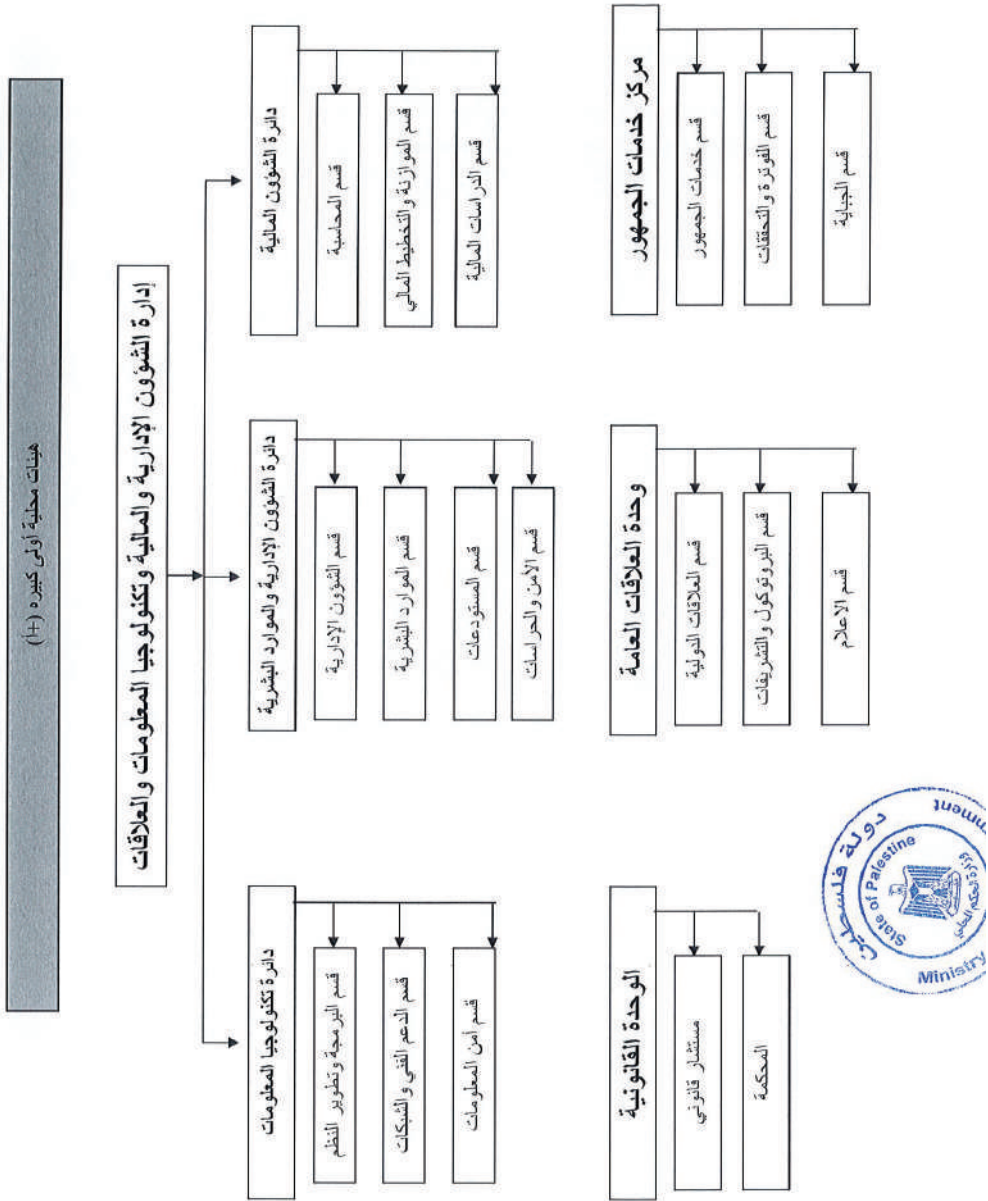 هيئات محلية أولى كبيره (أ+)
إدارة الشؤون الإدارية والمالية وتكنولوجيا المعلومات والعلاقات
دائرة الشؤون المالية
قسم المحاسبة
قسم الموازنة والتخطيط المالي
قسم الدراسات المالية
دائرة الشؤون الإدارية والموارد البشرية
قسم الشؤون الإدارية
قسم الموارد البشرية
قسم المستودعات
قسم الأمن والحراسات
دائرة تكنولوجيا المعلومات
قسم البرمجة وتطوير النظم
قسم الدعم الفني والشبكات
قسم أمن المعلومات
مركز خدمات الجمهور
قسم خدمات الجمهور
قسم الفوترة والتحققات
قسم الجباية
وحدة العلاقات العامة
قسم العلاقات الدولية
قسم البروتوكول والتشريفات
قسم الاعلام
الوحدة القانونية
مستشار قانوني
المحكمة
دولة فلسطين
State of Palestine
وزارة الحكم المحلي
Ministry